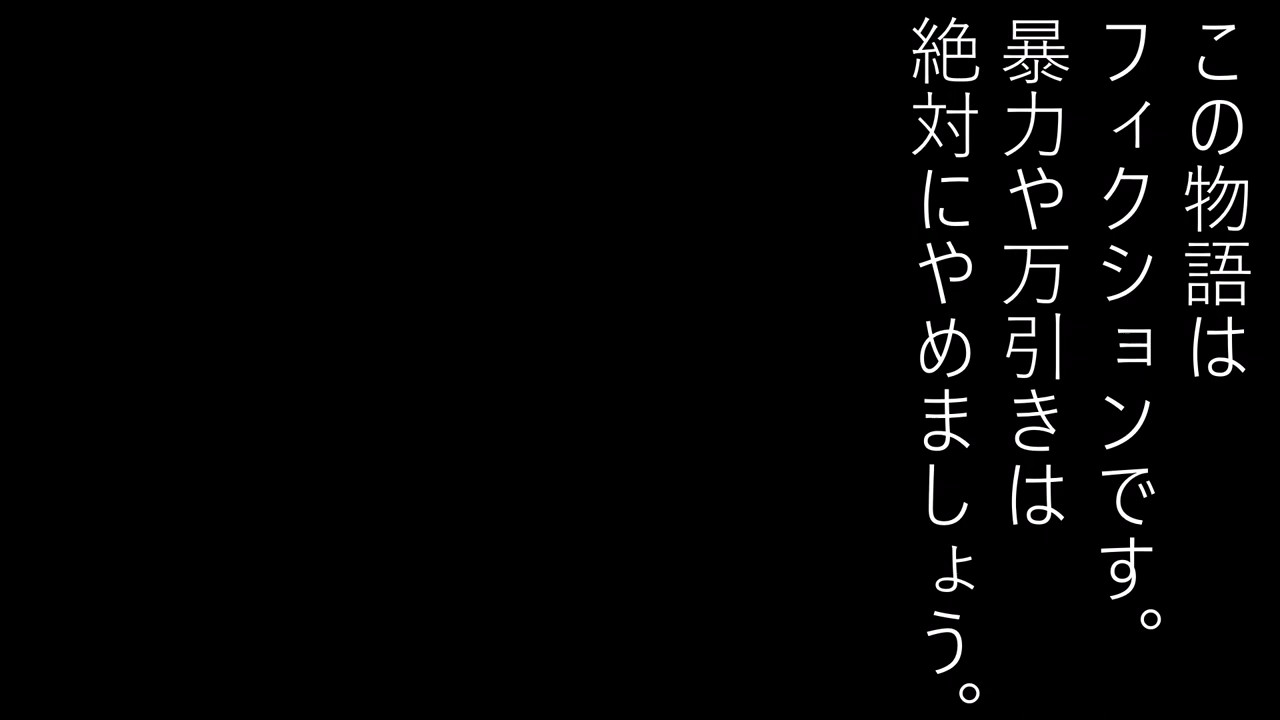 この物語は
フィクションです。
暴力や万引きは
絶対にやめましょう。